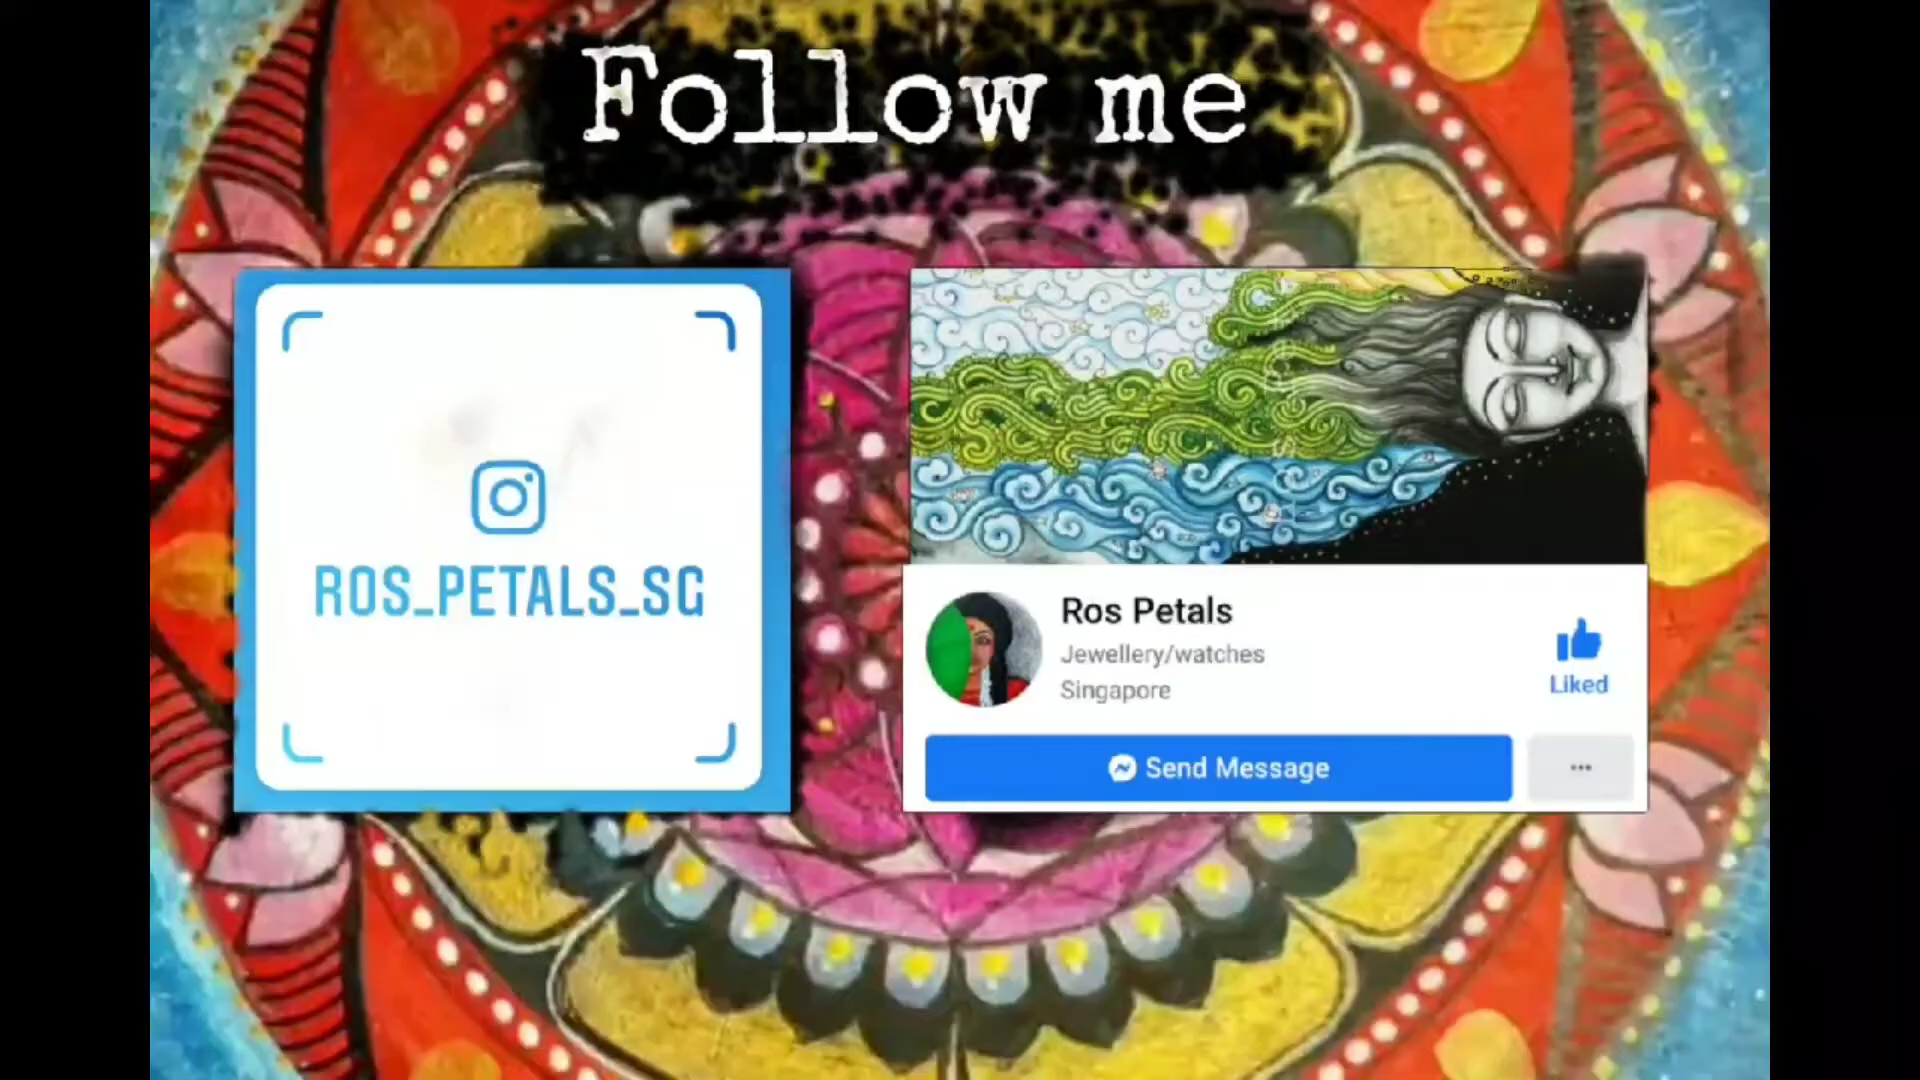 Follow me
ROS_PETALS_SG
Ros Petals
Jewellery/watches
Singapore
Liked
Send Message
...